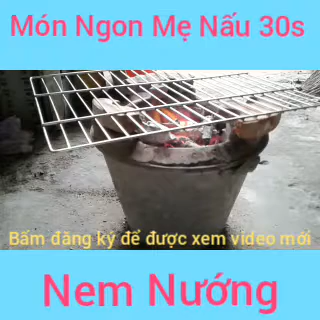 Món Ngon Mẹ Nấu 30s
Bấm đăng ký để được xem video mới
Nem Nướng